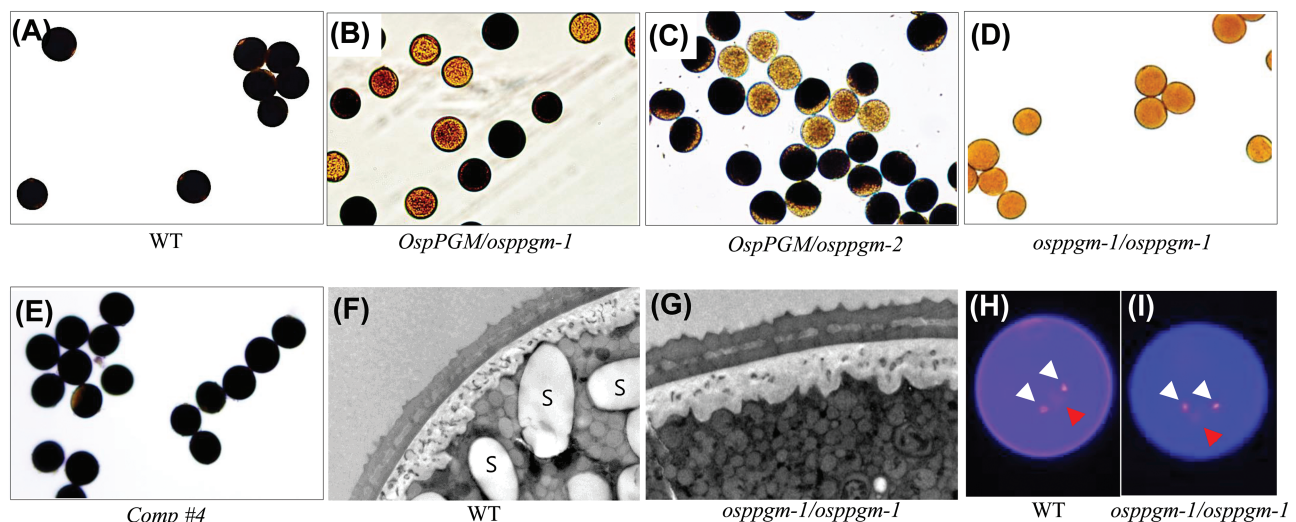 (A)
(B)
(C)
(D)
WT
OspPGM/osppgm-1
OspPGM/osppgm-2
osppgm-1/osppgm-1
(E)
(F)
(G)
(H)
(I)
S
S
S
Comp #4
WT
osppgm-1/osppgm-1
WT
osppgm-1/osppgm-1